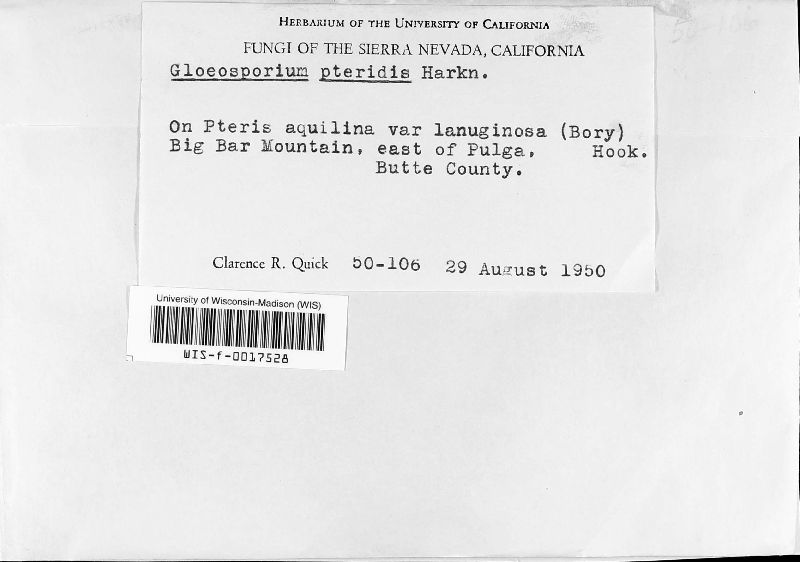 HERBARIUM OF THE UNIVERSITY OF CALIFORNIA
FUNGI OF THE SIERRA NEVADA, CALIFORNIA
Gloeosporium pteridis Harkn.
On Pteris aquilina var lanuginosa (Bory)
Big Bar Mountain, east of Pulga, Hook.
Butte County.
Clarence R. Quick 50-106 29 August 1950
University of Wisconsin-Madison (WIS)
WIS-f-0017528